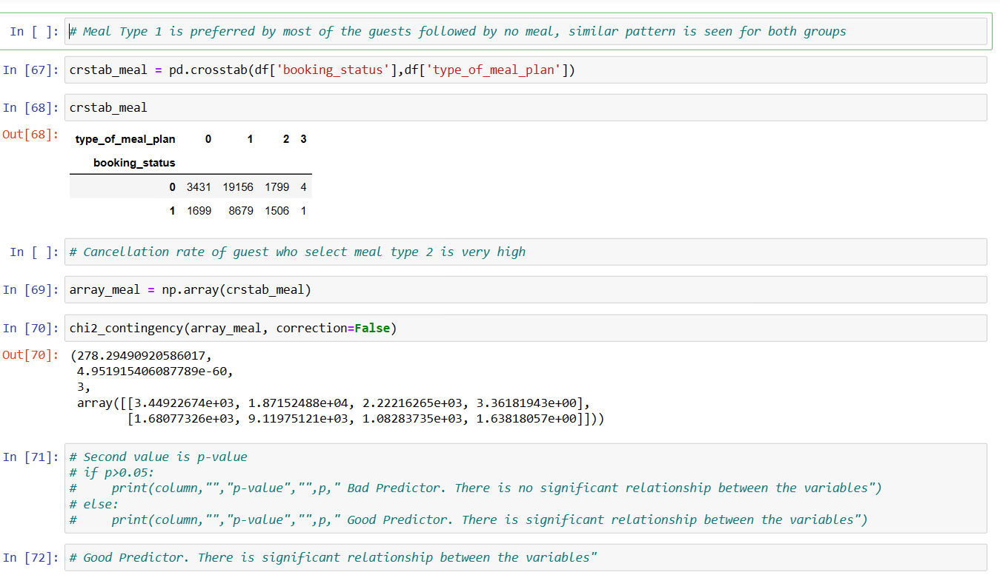 In [ ]: # Meal Type 1 is preferred by most of the guests followed by no meal, similar pattern is seen for both groups
In [67]: crstab_meal = pd.crosstab(df['booking_status'],df['type_of_meal_plan'])
In [68]: crstab_meal
Out[68]: type_of_meal_plan 0 1 2 3
booking_status
0 3431 19156 1799 4
1 1699 8679 1506 1
In [ ]: # Cancellation rate of guest who select meal type 2 is very high
In [69]: array_meal = np.array(crstab_meal)
In [70]: chi2_contingency(array_meal, correction=False)
Out[70]: (278.29490920586017,
4.951915406087789e-60,
3,
array([[3.44922674e+03, 1.87152488e+04, 2.22216265e+03, 3.36181943e+00],
[1.68077326e+03, 9.11975121e+03, 1.08283735e+03, 1.63818057e+00]]))
In [71]: # Second value is p-value
# if p>0.05:
#     print(column,"","p-value","",p," Bad Predictor. There is no significant relationship between the variables")
# else:
#     print(column,"","p-value","",p," Good Predictor. There is significant relationship between the variables")
In [72]: # Good Predictor. There is significant relationship between the variables"